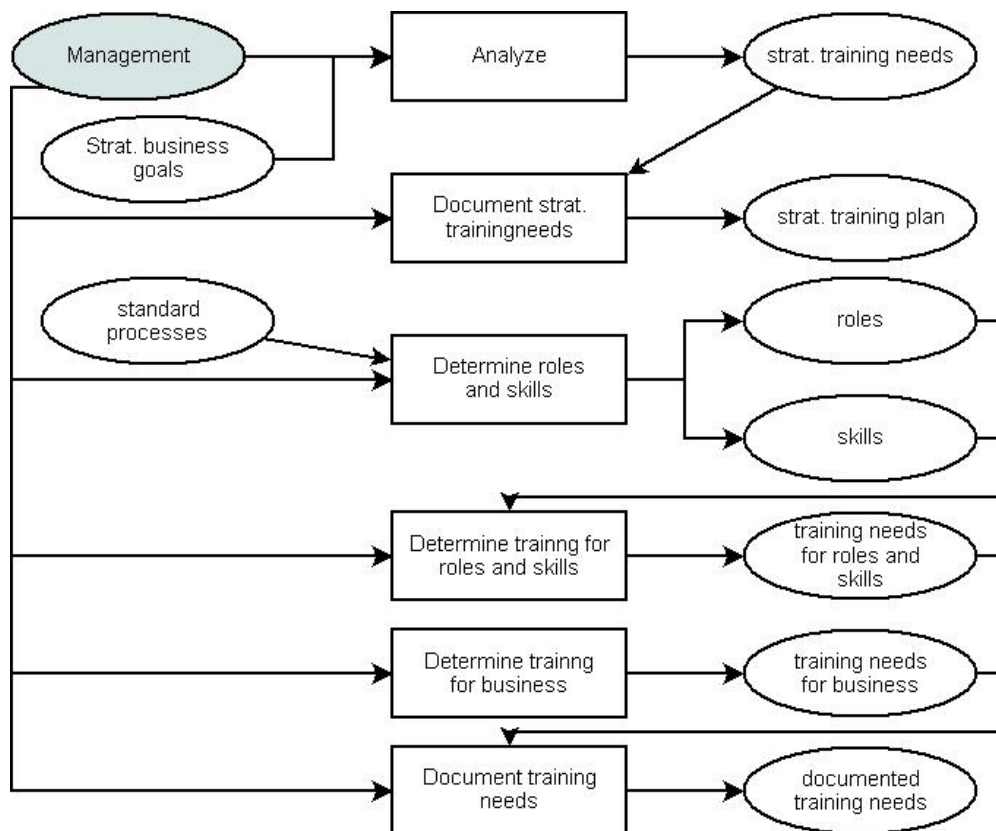 Management
Analyze
strat. training needs
Strat. business
goals
Document strat.
trainingneeds
strat. training plan
standard
processes
Determine roles
and skills
roles
skills
Determine trainng for
roles and skills
training needs
for roles and
skills
Determine trainng
for business
training needs
for business
Document training
needs
documented
training needs